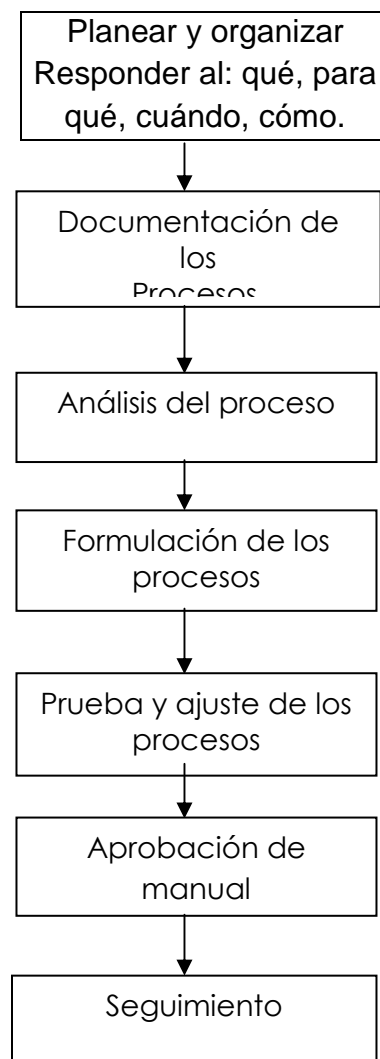 Planear y organizar
Responder al: qué, para
qué, cuándo, cómo.
Documentación de
los
Procesos
Análisis del proceso
Formulación de los
procesos
Prueba y ajuste de los
procesos
Aprobación de
manual
Seguimiento